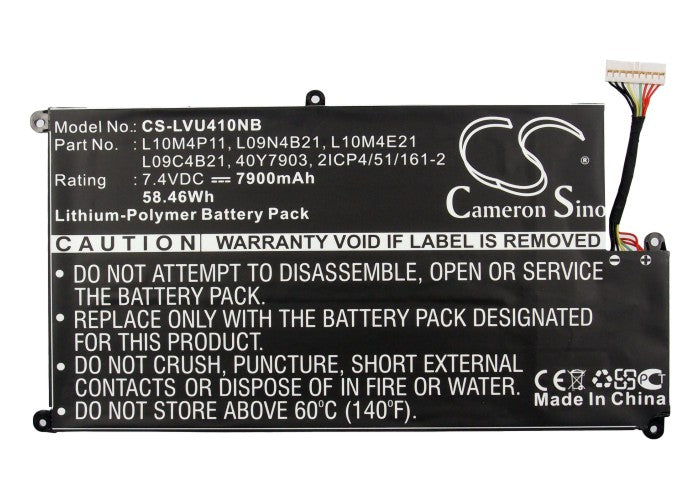 Model No.: CS-LVU410NB
Part No. : L10M4P11, L09N4B21, L10M4E21
L09C4B21, 40Y7903, 2ICP4/51/161-2
Rating : 7.4VDC ⎓ 7900mAh
58.46Wh
Lithium-Polymer Battery Pack
CS
Cameron Sino
CAUTION WARRANTY VOID IF LABEL IS REMOVED
• DO NOT ATTEMPT TO DISASSEMBLE, OPEN OR SERVICE
THE BATTERY PACK.
• REPLACE ONLY WITH THE BATTERY PACK DESIGNATED
FOR THIS PRODUCT.
• DO NOT CRUSH, PUNCTURE, SHORT EXTERNAL
CONTACTS OR DISPOSE OF IN FIRE OR WATER.
• DO NOT STORE ABOVE 60°C (140°F).
CE
Made In China